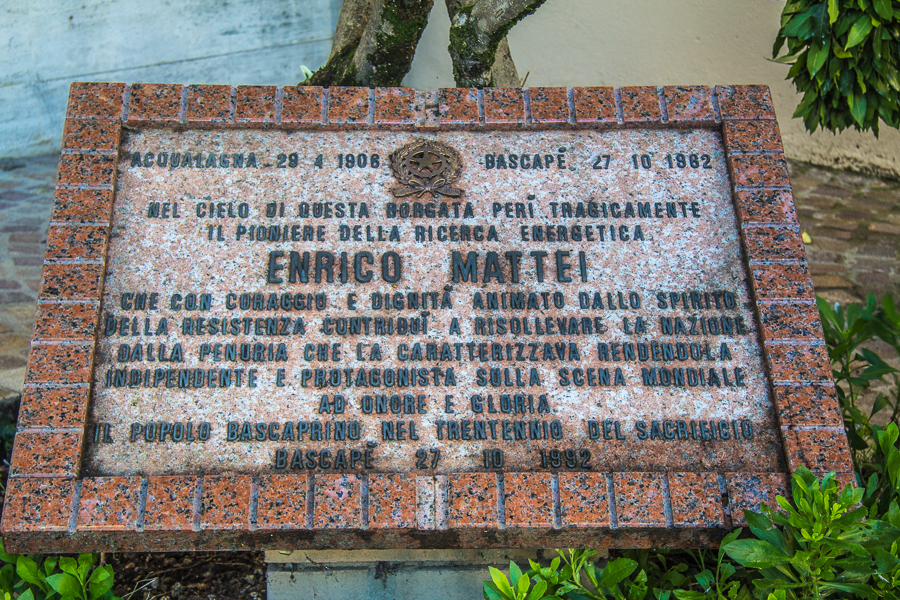 ACQUALAGNA 29 4 1906 BASCAPÉ, 27 10 1962
NEL CIELO DI QUESTA BORGATA PERÌ TRAGICAMENTE
IL PIONIERE DELLA RICERCA ENERGETICA
ENRICO MATTEI
CHE CON CORAGGIO E DIGNITÀ ANIMATO DALLO SPIRITO
DELLA RESISTENZA CONTRIBUÌ A RISOLLEVARE LA NAZIONE
DALLA PENURIA CHE LA CARATTERIZZAVA RENDENDOLA
INDIPENDENTE E PROTAGONISTA SULLA SCENA MONDIALE
AD ONORE E GLORIA
IL POPOLO BASCAPRINO NEL TRENTENNIO DEL SACRIFICIO
BASCAPÉ 27 10 1992